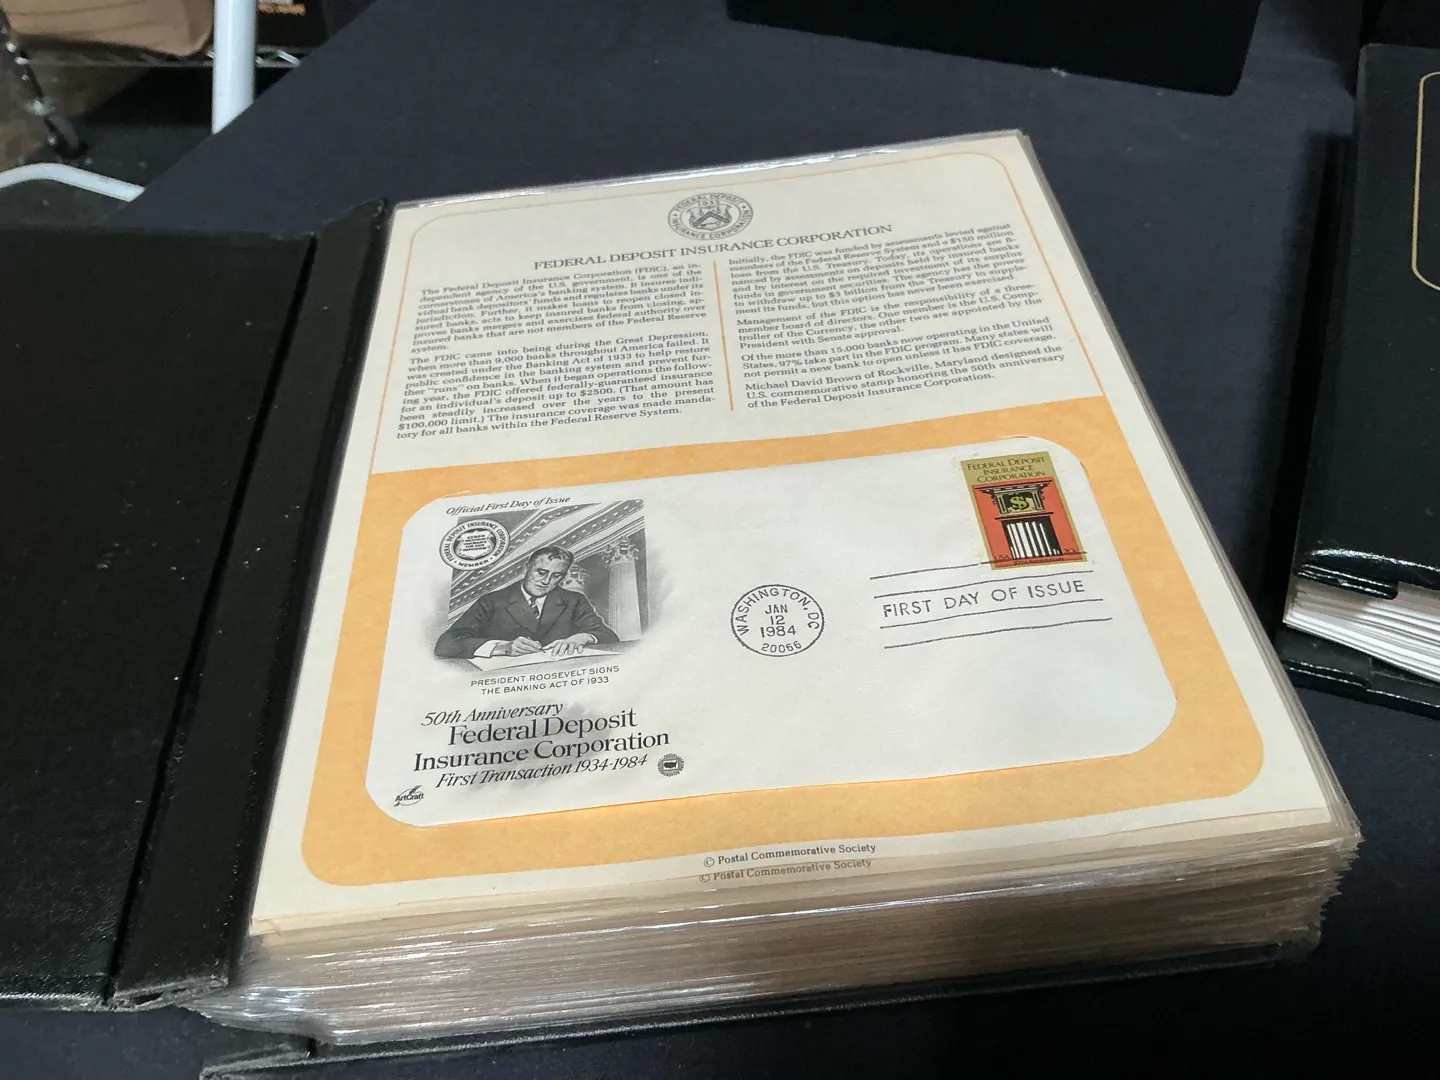 FEDERAL DEPOSIT
1933
INSURANCE CORPORATION
FEDERAL DEPOSIT INSURANCE CORPORATION
The Federal Deposit Insurance Corporation (FDIC), an in-
dependent agency of the U.S. government, is one of the
cornerstones of America's banking system. It insures indi-
vidual bank depositors' funds and regulates banks under its
jurisdiction. Further, it makes loans to reopen closed in-
sured banks, acts to keep insured banks from closing, ap-
proves banks mergers and exercises federal authority over
insured banks that are not members of the Federal Reserve
system.
The FDIC came into being during the Great Depression,
when more than 9,000 banks throughout America failed. It
was created under the Banking Act of 1933 to help restore
public confidence in the banking system and prevent fur-
ther "runs" on banks. When it began operations the follow-
ing year, the FDIC offered federally-guaranteed insurance
for an individual's deposit up to $2500. (That amount has
been steadily increased over the years to the present
$100,000 limit.) The insurance coverage was made manda-
tory for all banks within the Federal Reserve System.
Initially, the FDIC was funded by assessments levied against
members of the Federal Reserve System and a $150 million
loan from the U.S. Treasury. Today, its operations are fi-
nanced by assessments on deposits held by insured banks
and by interest on the required investment of its surplus
funds in government securities. The agency has the power
to withdraw up to $3 billion from the Treasury to supple-
ment its funds, but this option has never been exercised.
Management of the FDIC is the responsibility of a three-
member board of directors. One member is the U.S. Comp-
troller of the Currency, the other two are appointed by the
President with Senate approval.
Of the more than 15,000 banks now operating in the United
States, 97% take part in the FDIC program. Many states will
not permit a new bank to open unless it has FDIC coverage.
Michael David Brown of Rockville, Maryland designed the
U.S. commemorative stamp honoring the 50th anniversary
of the Federal Deposit Insurance Corporation.
Official First Day of Issue
FEDERAL DEPOSIT INSURANCE CORPORATION
MEMBER
PRESIDENT ROOSEVELT SIGNS
THE BANKING ACT OF 1933
50th Anniversary
Federal Deposit
Insurance Corporation
First Transaction 1934-1984
ArtCraft
WASHINGTON, DC
JAN
12
1984
20066
FEDERAL DEPOSIT
INSURANCE
CORPORATION
$
USA 20c
50th Anniversary
FIRST DAY OF ISSUE
© Postal Commemorative Society
© Postal Commemorative Society